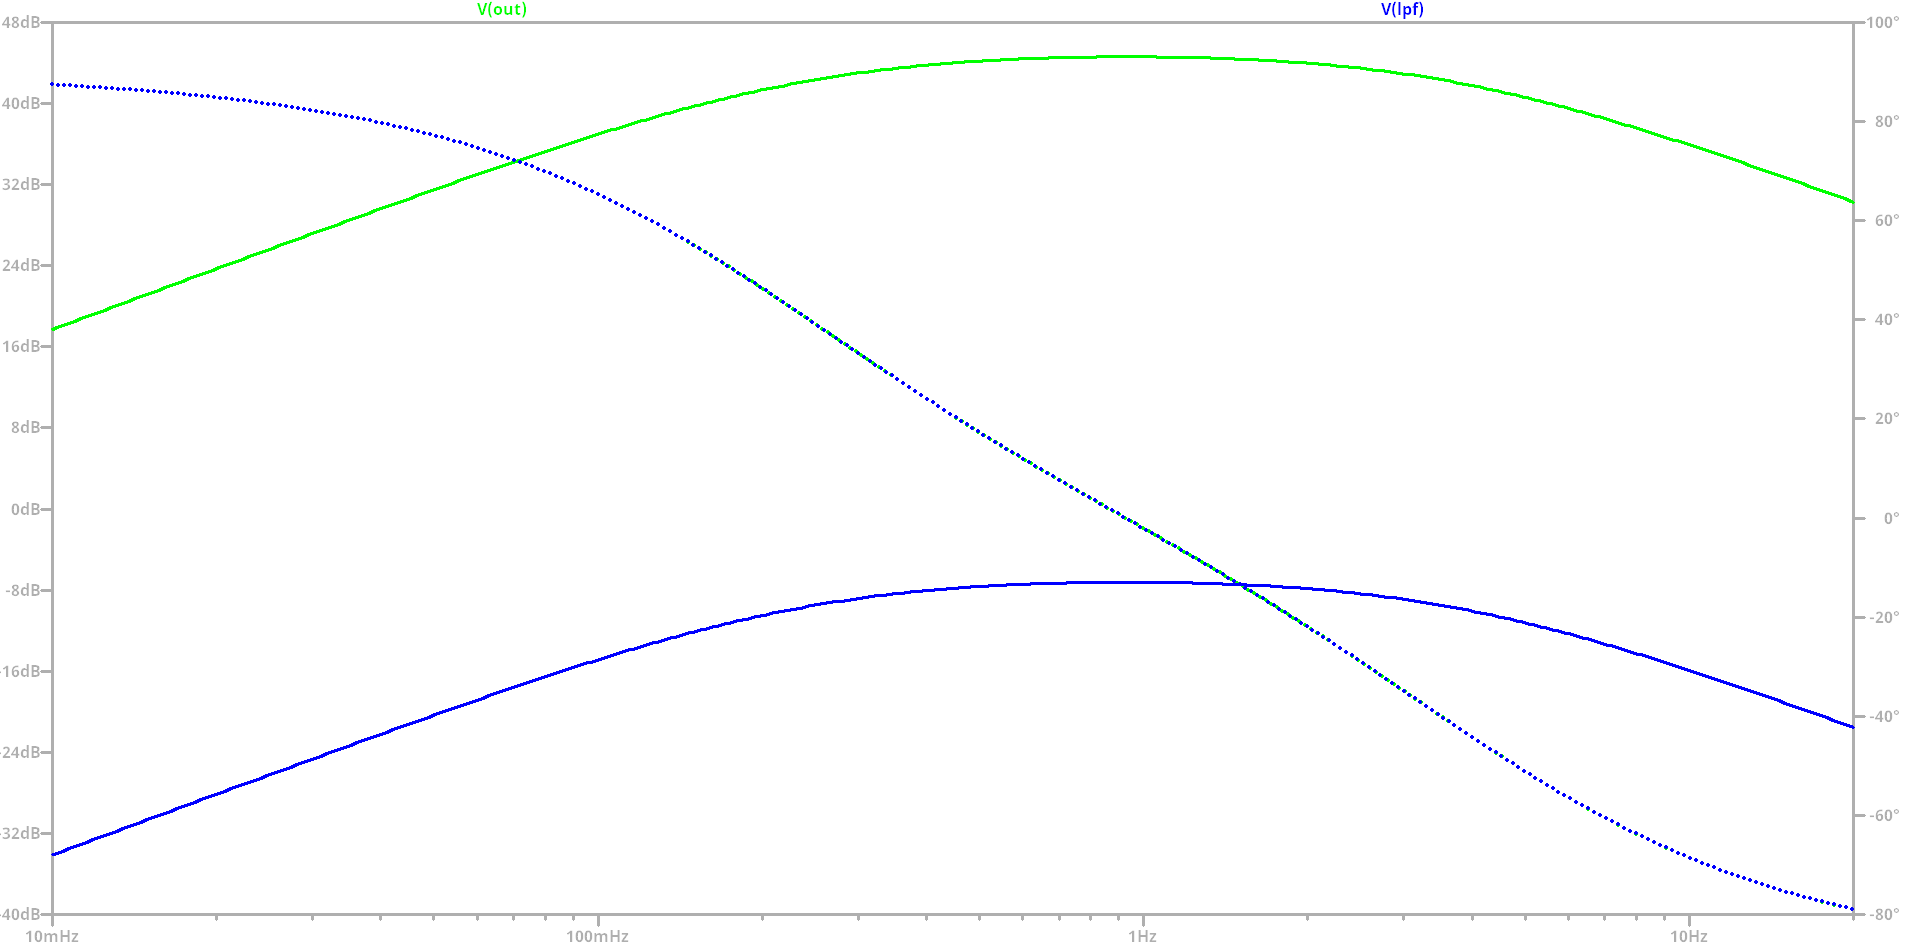 V(out) V(lpf)
48dB 100°
40dB 80°
32dB 60°
24dB 40°
16dB 20°
8dB 0°
0dB -20°
-8dB -40°
-16dB -60°
-24dB -80°
-32dB
-40dB
10mHz 100mHz 1Hz 10Hz